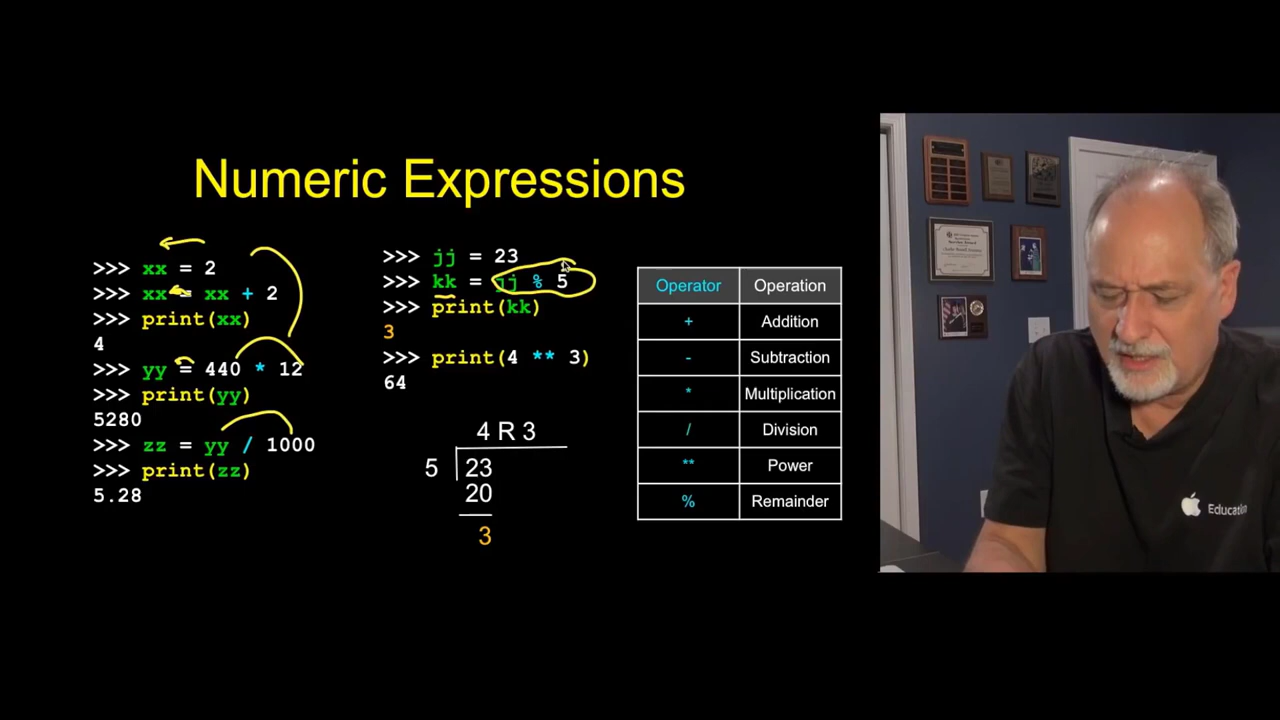 Numeric Expressions
>>> xx = 2
>>> xx = xx + 2
>>> print(xx)
4
>>> yy = 440 * 12
>>> print(yy)
5280
>>> zz = yy / 1000
>>> print(zz)
5.28
>>> jj = 23
>>> kk = jj % 5
>>> print(kk)
3
>>> print(4 ** 3)
64
4 R 3
5 23
20
3
Operator Operation
+ Addition
- Subtraction
* Multiplication
/ Division
** Power
% Remainder
Education